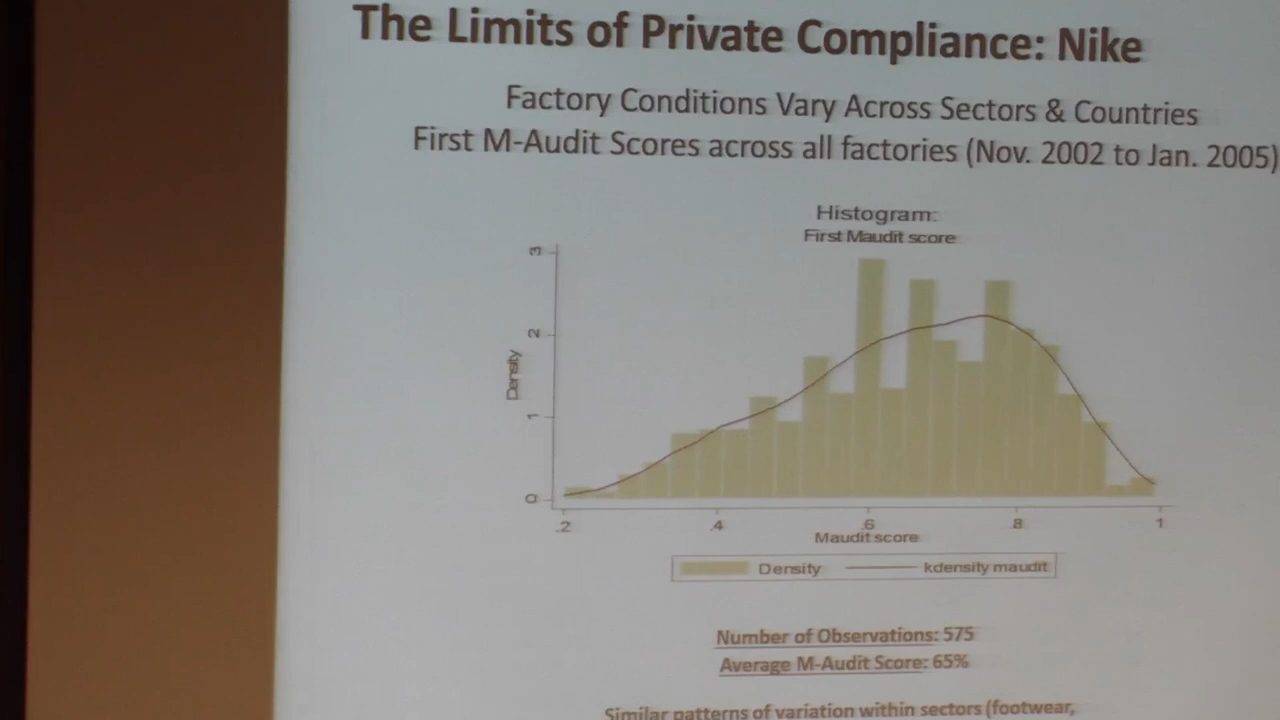 The Limits of Private Compliance: Nike
Factory Conditions Vary Across Sectors & Countries
First M-Audit Scores across all factories (Nov. 2002 to Jan. 2005)
Histogram:
First Maudit score
3
2
1
0
Density
.2 .4 .6 .8 1
Maudit score
Density kdensity maudit
Number of Observations: 575
Average M-Audit Score: 65%
Similar patterns of variation within sectors (footwear,